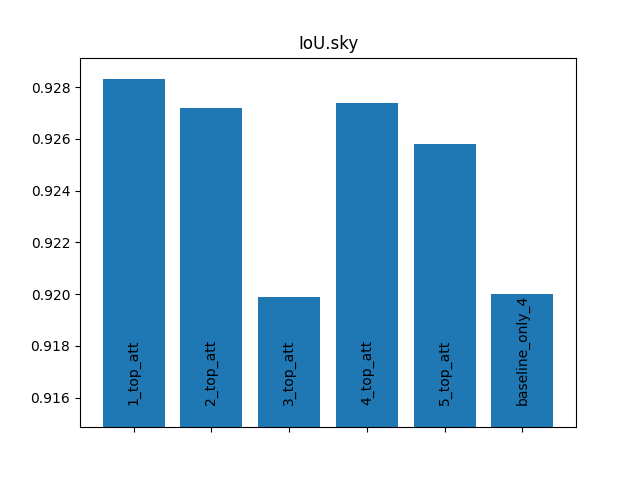 IoU.sky
0.928
0.926
0.924
0.922
0.920
0.918
0.916
1_top_att
2_top_att
3_top_att
4_top_att
5_top_att
baseline_only_4